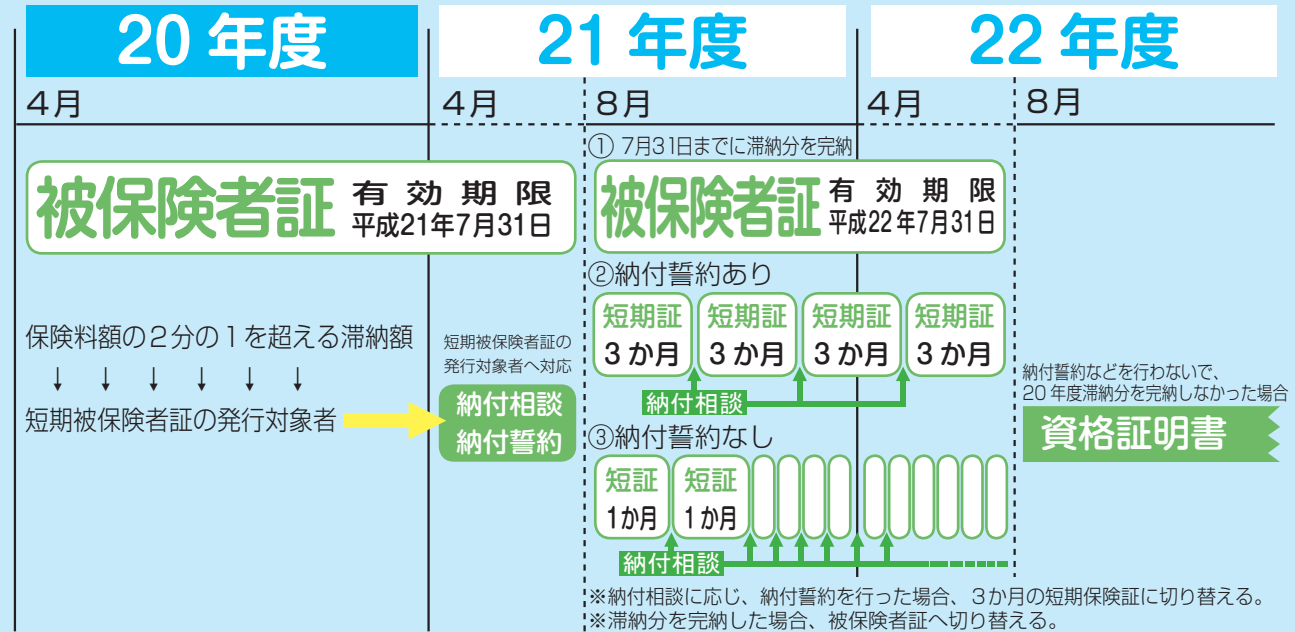 20年度
21年度
22年度
4月
4月
8月
4月
8月
被保険者証
有効期限
平成21年7月31日
保険料額の2分の1を超える滞納額
↓ ↓ ↓ ↓ ↓ ↓
短期被保険者証の発行対象者
短期被保険者証の
発行対象者へ対応
納付相談
納付誓約
① 7月31日までに滞納分を完納
被保険者証
有効期限
平成22年7月31日
②納付誓約あり
短期証
3か月
短期証
3か月
短期証
3か月
短期証
3か月
納付相談
③納付誓約なし
短証
1か月
短証
1か月
納付相談
※納付相談に応じ、納付誓約を行った場合、3か月の短期保険証に切り替える。
※滞納分を完納した場合、被保険者証へ切り替える。
納付誓約などを行わないで、
20年度滞納分を完納しなかった場合
資格証明書